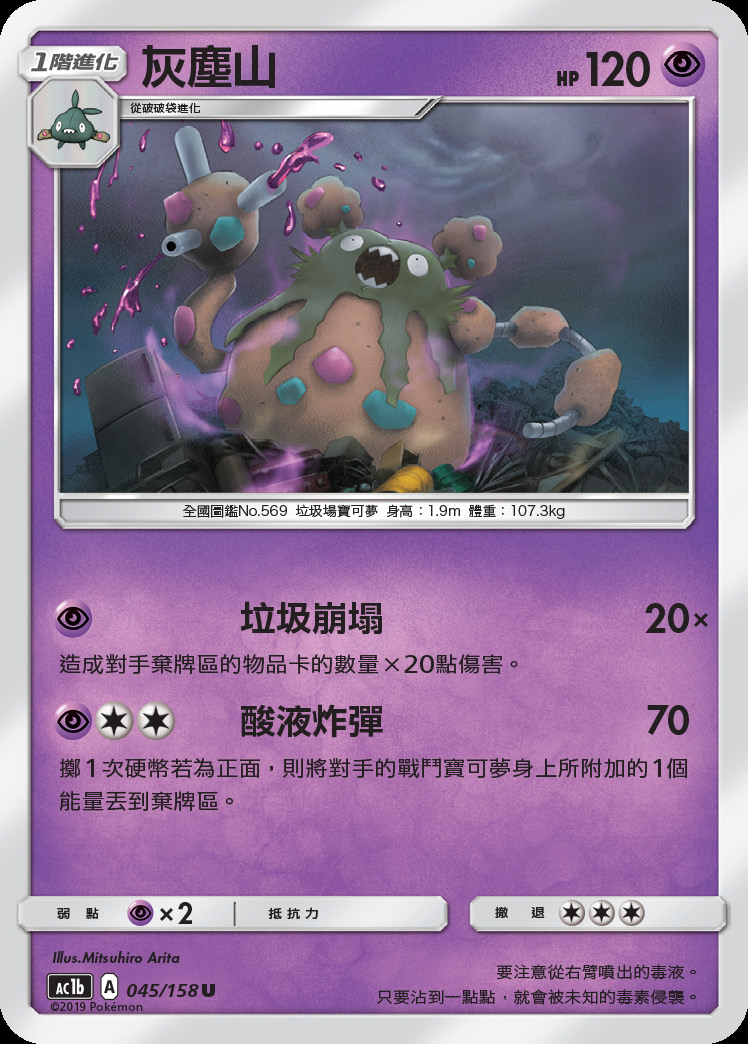 1階進化 灰塵山 HP 120
從破破袋進化
全國圖鑑No.569 垃圾場寶可夢 身高：1.9m 體重：107.3kg
垃圾崩塌 20×
造成對手棄牌區的物品卡的數量×20點傷害。
酸液炸彈 70
擲1次硬幣若為正面，則將對手的戰鬥寶可夢身上所附加的1個
能量丟到棄牌區。
弱點 ×2 抵抗力 撤退
Illus.Mitsuhiro Arita
AC1b A 045/158 U
©2019 Pokémon
要注意從右臂噴出的毒液。
只要沾到一點點，就會被未知的毒素侵襲。